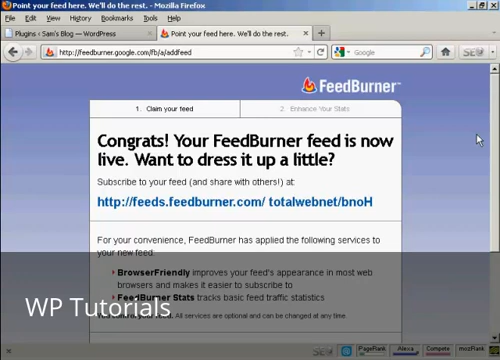 Point your feed here. We'll do the rest. - Mozilla Firefox
File Edit View History Bookmarks Tools Help
Plugins ‹ Sam's Blog — WordPress
Point your feed here. We'll do the rest.
http://feedburner.google.com/fb/a/addfeed
Google
FeedBurner
1. Claim your feed
2. Enhance Your Stats
Congrats! Your FeedBurner feed is now
live. Want to dress it up a little?
Subscribe to your feed (and share with others!) at:
http://feeds.feedburner.com/ totalwebnet/bnoH
For your convenience, FeedBurner has applied the following services to
your new feed.
BrowserFriendly improves your feed's appearance in most web
browsers and makes it easier to subscribe to
FeedBurner Stats tracks basic feed traffic statistics
All services are optional and can be changed at any time.
WP Tutorials
PageRank
Alexa
Compete
mozRank